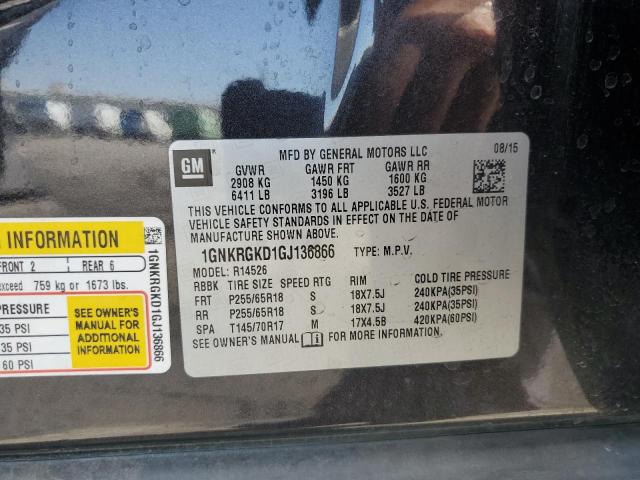 GM
MFD BY GENERAL MOTORS LLC 08/15
GVWR GAWR FRT GAWR RR
2908 KG 1450 KG 1600 KG
6411 LB 3196 LB 3527 LB
THIS VEHICLE CONFORMS TO ALL APPLICABLE U.S. FEDERAL MOTOR
VEHICLE SAFETY STANDARDS IN EFFECT ON THE DATE OF
MANUFACTURE SHOWN ABOVE.
1GNKRGKD1GJ136866 TYPE: M.P.V.
MODEL: R14526
RBBK TIRE SIZE SPEED RTG RIM COLD TIRE PRESSURE
FRT P255/65R18 S 18X7.5J 240KPA(35PSI)
RR P255/65R18 S 18X7.5J 240KPA(35PSI)
SPA T145/70R17 M 17X4.5B 420KPA(60PSI)
SEE OWNER'S MANUAL FOR MORE INFORMATION.
INFORMATION
FRONT 2 REAR 6
exceed 759 kg or 1673 lbs.
PRESSURE
35 PSI
35 PSI
60 PSI
SEE OWNER'S
MANUAL FOR
ADDITIONAL
INFORMATION
1GNKRGKD1GJ136866